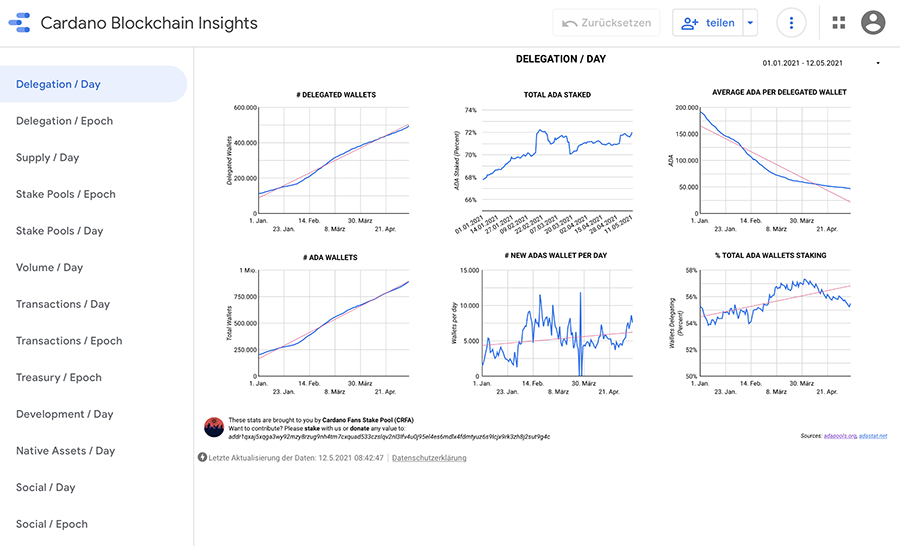 Cardano Blockchain Insights
Zurücksetzen
teilen
Delegation / Day
Delegation / Epoch
Supply / Day
Stake Pools / Epoch
Stake Pools / Day
Volume / Day
Transactions / Day
Transactions / Epoch
Treasury / Epoch
Development / Day
Native Assets / Day
Social / Day
Social / Epoch
DELEGATION / DAY
01.01.2021 - 12.05.2021
# DELEGATED WALLETS
Delegated Wallets
600.000
400.000
200.000
0
1. Jan. 14. Feb. 30. März
23. Jan. 8. März 21. Apr.
TOTAL ADA STAKED
ADA Staked (Percent)
74%
72%
70%
68%
66%
01.01.2021
14.01.2021
27.01.2021
09.02.2021
22.02.2021
07.03.2021
20.03.2021
02.04.2021
15.04.2021
28.04.2021
11.05.2021
AVERAGE ADA PER DELEGATED WALLET
ADA
200.000
150.000
100.000
50.000
0
1. Jan. 14. Feb. 30. März
23. Jan. 8. März 21. Apr.
# ADA WALLETS
Total Wallets
1 Mio.
750.000
500.000
250.000
0
1. Jan. 14. Feb. 30. März
23. Jan. 8. März 21. Apr.
# NEW ADAS WALLET PER DAY
Wallets per day
15.000
10.000
5.000
0
1. Jan. 14. Feb. 30. März
23. Jan. 8. März 21. Apr.
% TOTAL ADA WALLETS STAKING
Wallets Delegating
(Percent)
58%
56%
54%
52%
50%
1. Jan. 14. Feb. 30. März
23. Jan. 8. März 21. Apr.
These stats are brought to you by Cardano Fans Stake Pool (CRFA)
Want to contribute? Please stake with us or donate any value to:
Sources: adapools.org, adastat.net
Letzte Aktualisierung der Daten: 12.5.2021 08:42:47
Datenschutzerklärung